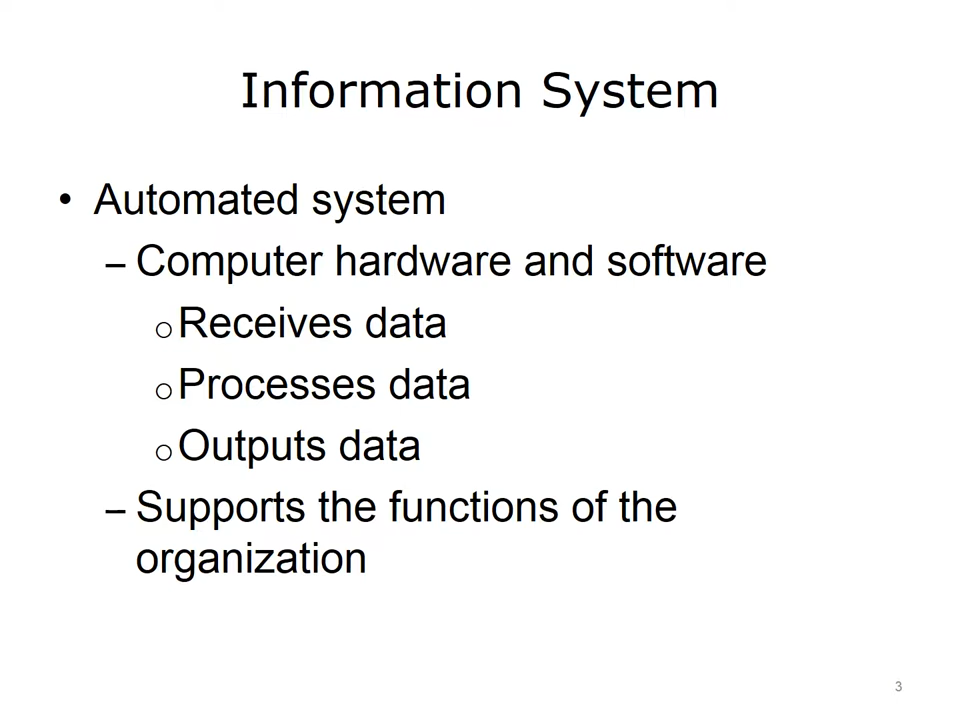 Information System
• Automated system
– Computer hardware and software
o Receives data
o Processes data
o Outputs data
– Supports the functions of the
organization
3